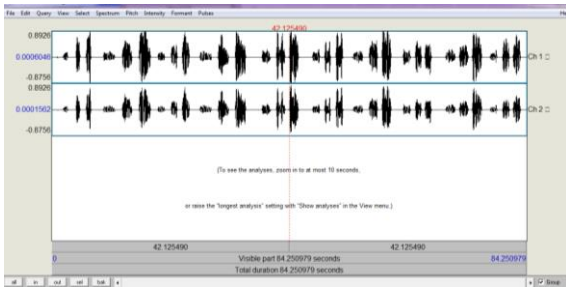 File Edit Query View Select Spectrum Pitch Intensity Formant Pulses
42.125490
0.8926
0.0006046
-0.8756
Ch 1
0.8926
0.0001562
-0.8756
Ch 2
(To see the analyses, zoom in to at most 10 seconds,
or raise the "longest analysis" setting with "Show analyses" in the View menu.)
42.125490 42.125490
0 Visible part 84.250979 seconds 84.250979
Total duration 84.250979 seconds
all in out sel bak Group